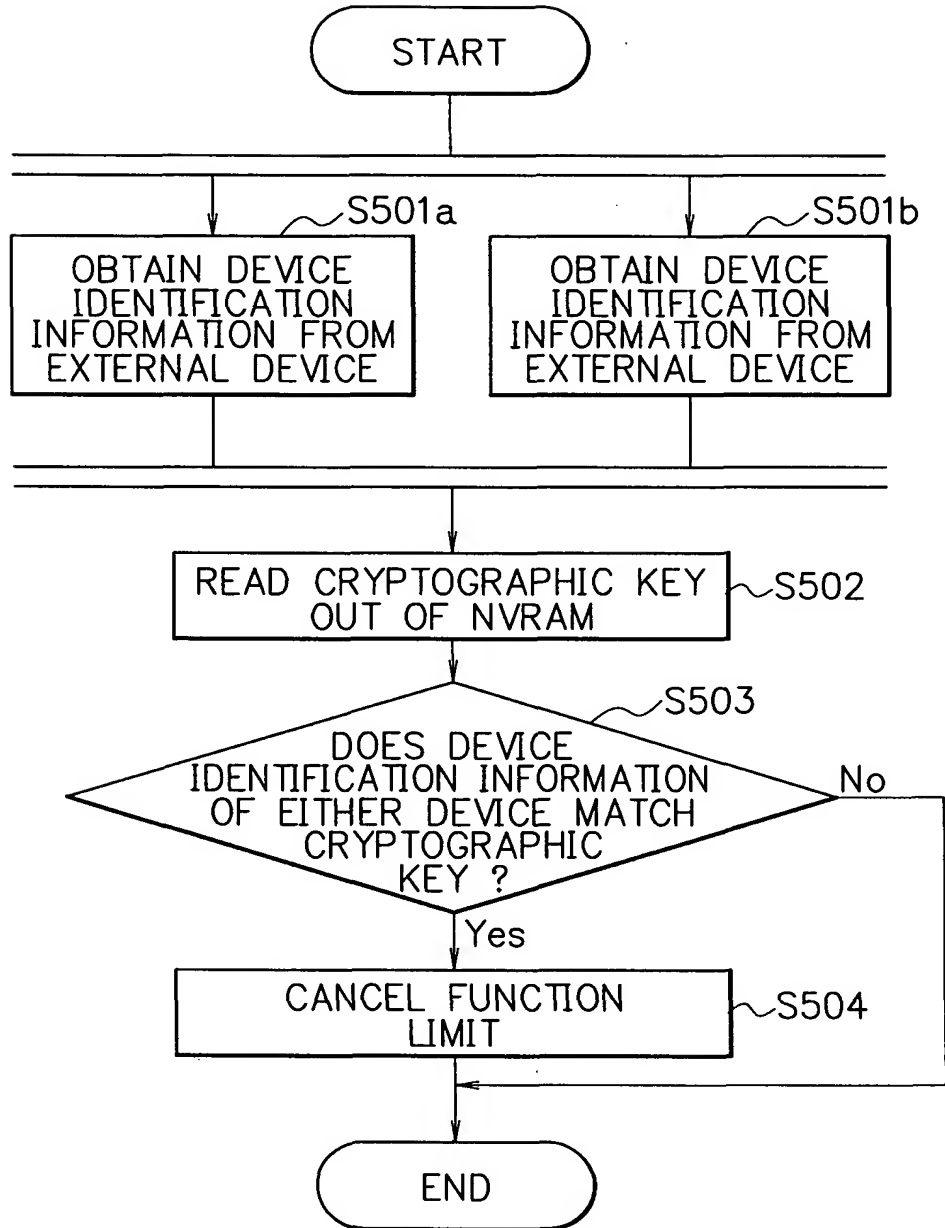 START
S501a
OBTAIN DEVICE
IDENTIFICATION
INFORMATION FROM
EXTERNAL DEVICE
S501b
OBTAIN DEVICE
IDENTIFICATION
INFORMATION FROM
EXTERNAL DEVICE
READ CRYPTOGRAPHIC KEY
OUT OF NVRAM
S502
S503
DOES DEVICE
IDENTIFICATION INFORMATION
OF EITHER DEVICE MATCH
CRYPTOGRAPHIC
KEY ?
No
Yes
CANCEL FUNCTION
LIMIT
S504
END